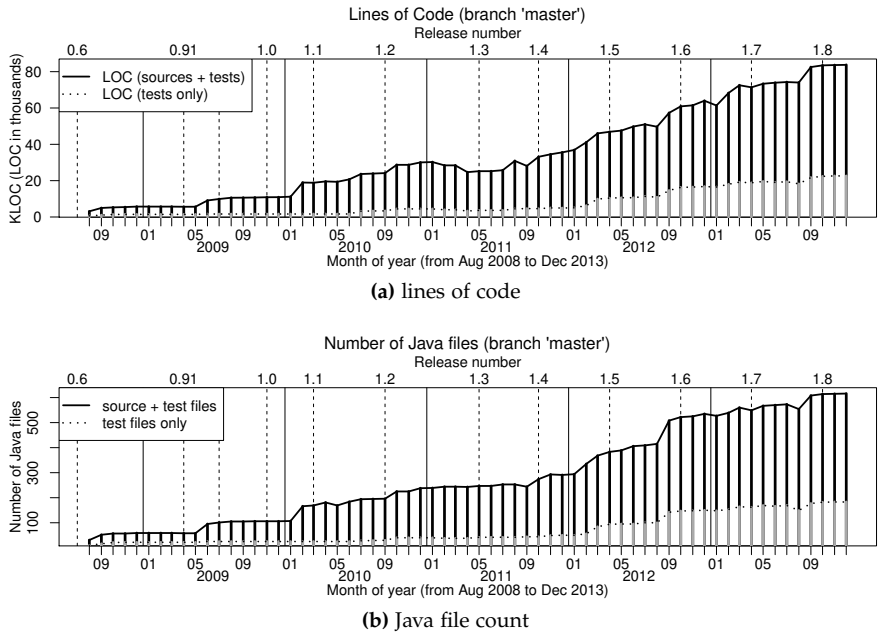 Lines of Code (branch 'master')
Release number
0.6 0.91 1.0 1.1 1.2 1.3 1.4 1.5 1.6 1.7 1.8
LOC (sources + tests)
LOC (tests only)
KLOC (LOC in thousands)
80
60
40
20
0
09 01 05 09 01 05 09 01 05 09 01 05 09 01 05 09
2009 2010 2011 2012
Month of year (from Aug 2008 to Dec 2013)
(a) lines of code
Number of Java files (branch 'master')
Release number
0.6 0.91 1.0 1.1 1.2 1.3 1.4 1.5 1.6 1.7 1.8
source + test files
test files only
Number of Java files
500
300
100
09 01 05 09 01 05 09 01 05 09 01 05 09 01 05 09
2009 2010 2011 2012
Month of year (from Aug 2008 to Dec 2013)
(b) Java file count